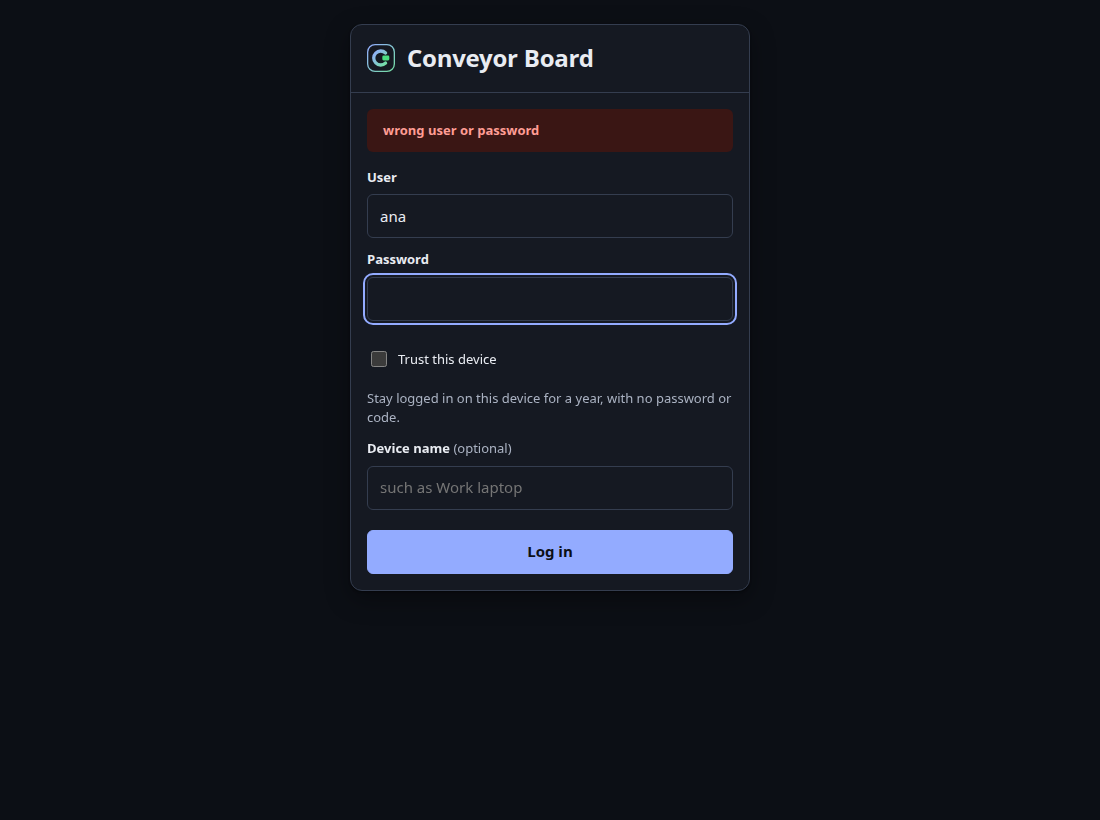 Conveyor Board
wrong user or password
User
ana
Password
Trust this device
Stay logged in on this device for a year, with no password or
code.
Device name (optional)
such as Work laptop
Log in